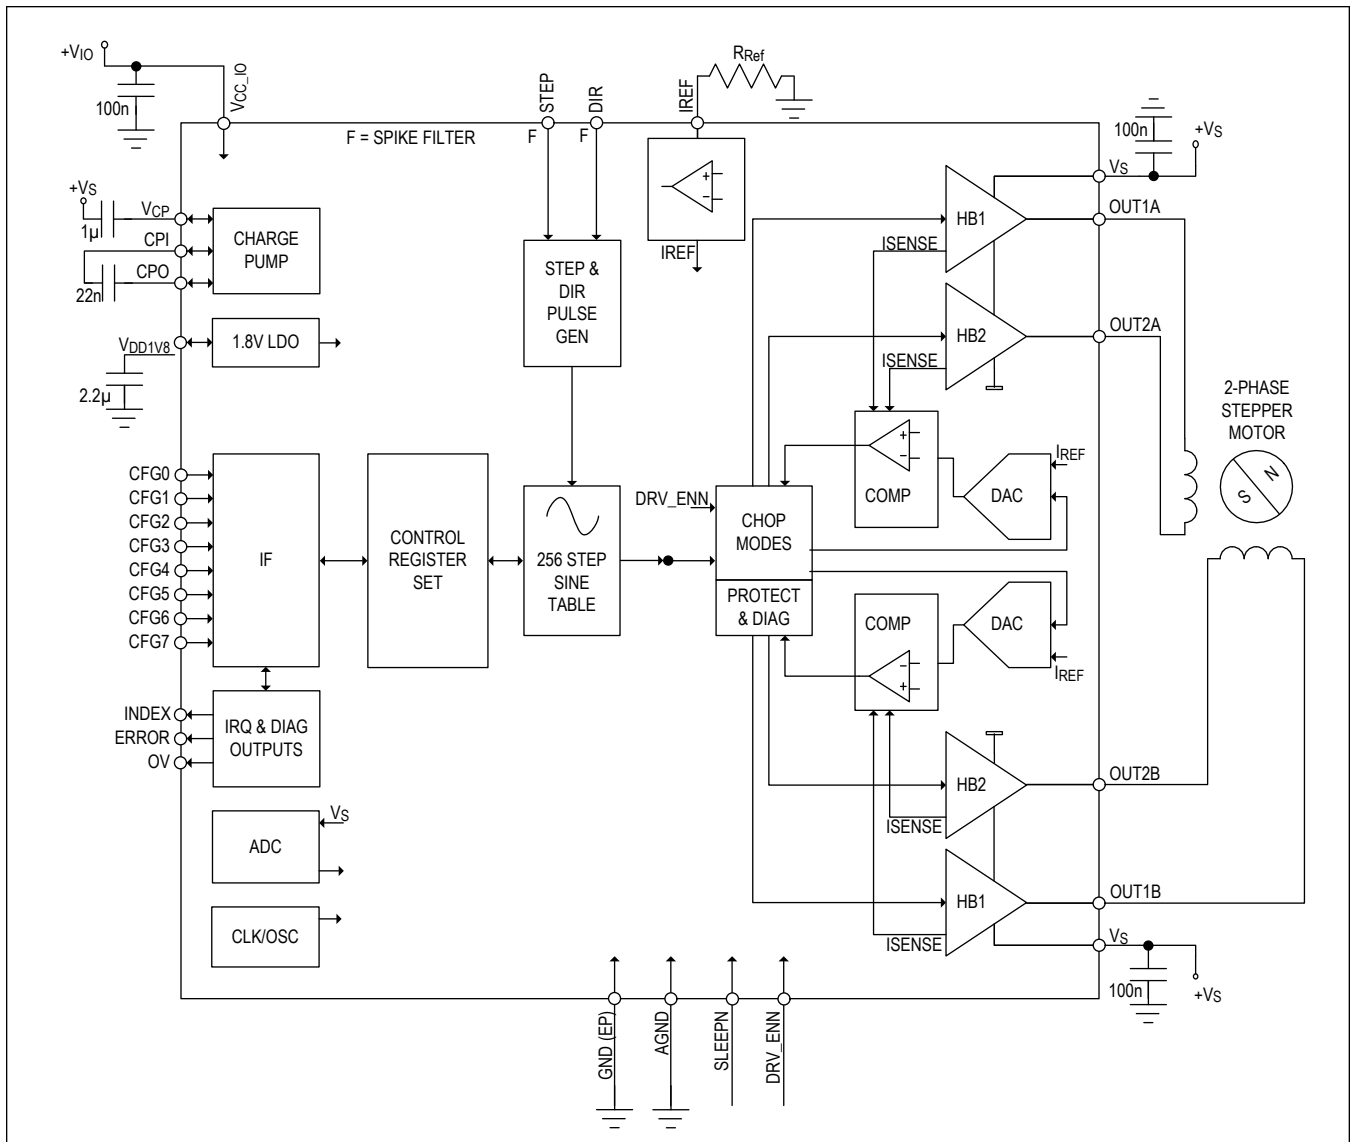 +VIO
100n
VCC_IO
F = SPIKE FILTER
STEP
F
DIR
F
IREF
RRef
+
−
IREF
100n
+VS
VS
+VS
1µ
VCP
CPI
CPO
22n
CHARGE
PUMP
VDD1V8
2.2µ
1.8V LDO
STEP &
DIR
PULSE
GEN
HB1
ISENSE
OUT1A
HB2
ISENSE
OUT2A
2-PHASE
STEPPER
MOTOR
S N
CFG0
CFG1
CFG2
CFG3
CFG4
CFG5
CFG6
CFG7
IF
CONTROL
REGISTER
SET
256 STEP
SINE
TABLE
DRV_ENN
CHOP
MODES
PROTECT
& DIAG
+
−
COMP
DAC
IREF
COMP
−
+
DAC
IREF
INDEX
ERROR
OV
IRQ & DIAG
OUTPUTS
ADC
VS
CLK/OSC
HB2
ISENSE
OUT2B
HB1
ISENSE
OUT1B
VS
100n
+VS
GND (EP)
AGND
SLEEPN
DRV_ENN